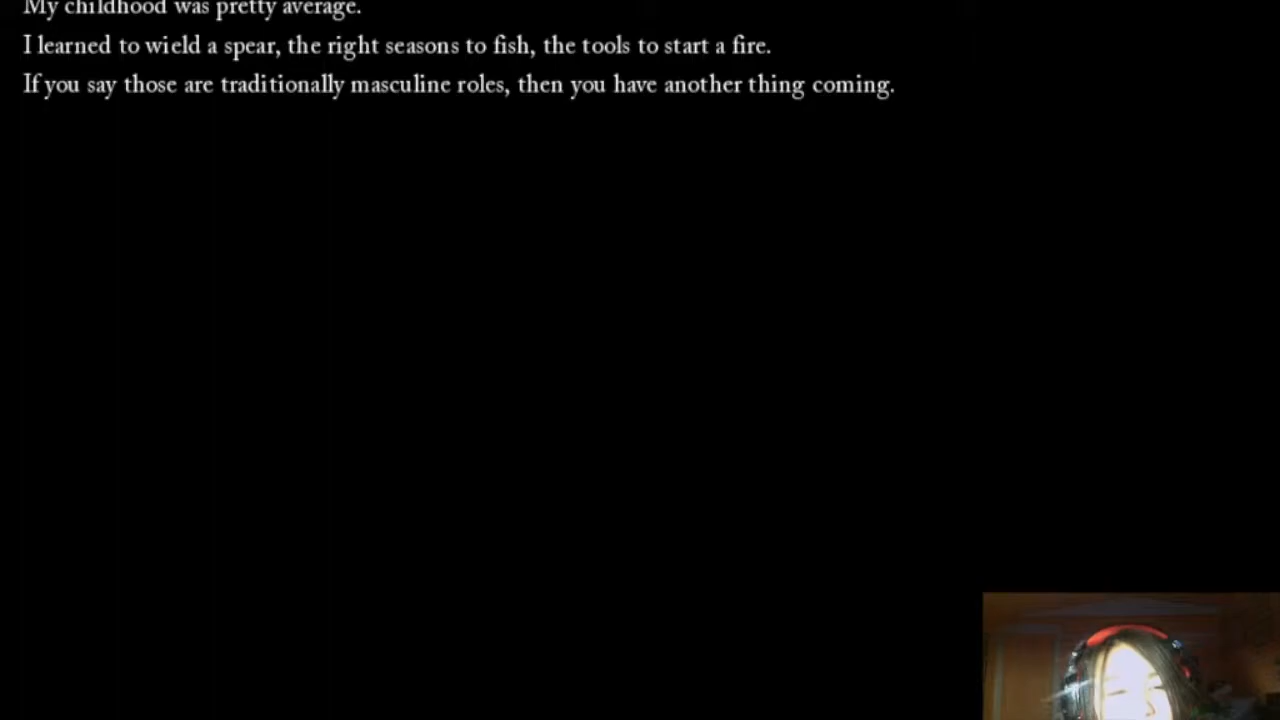 My childhood was pretty average.
I learned to wield a spear, the right seasons to fish, the tools to start a fire.
If you say those are traditionally masculine roles, then you have another thing coming.